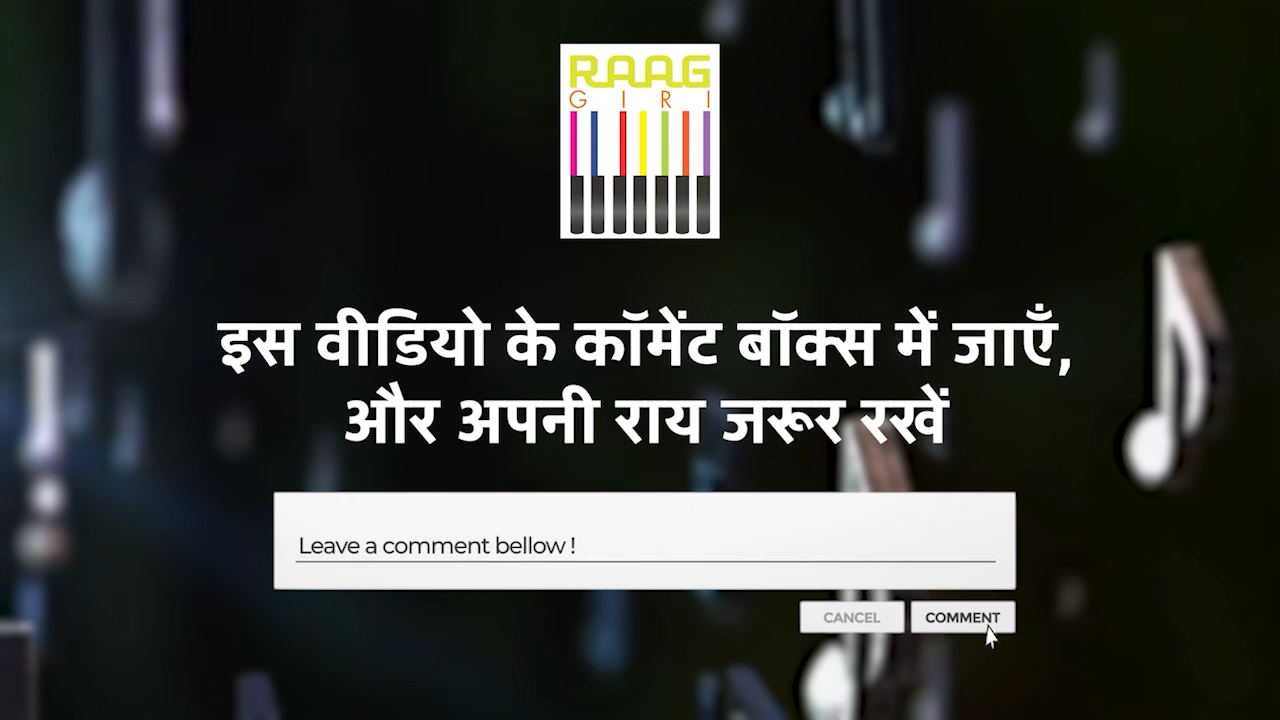 RAAG
GIRI
इस वीडियो के कॉमेंट बॉक्स में जाएँ,
और अपनी राय जरूर रखें
Leave a comment bellow !
CANCEL COMMENT